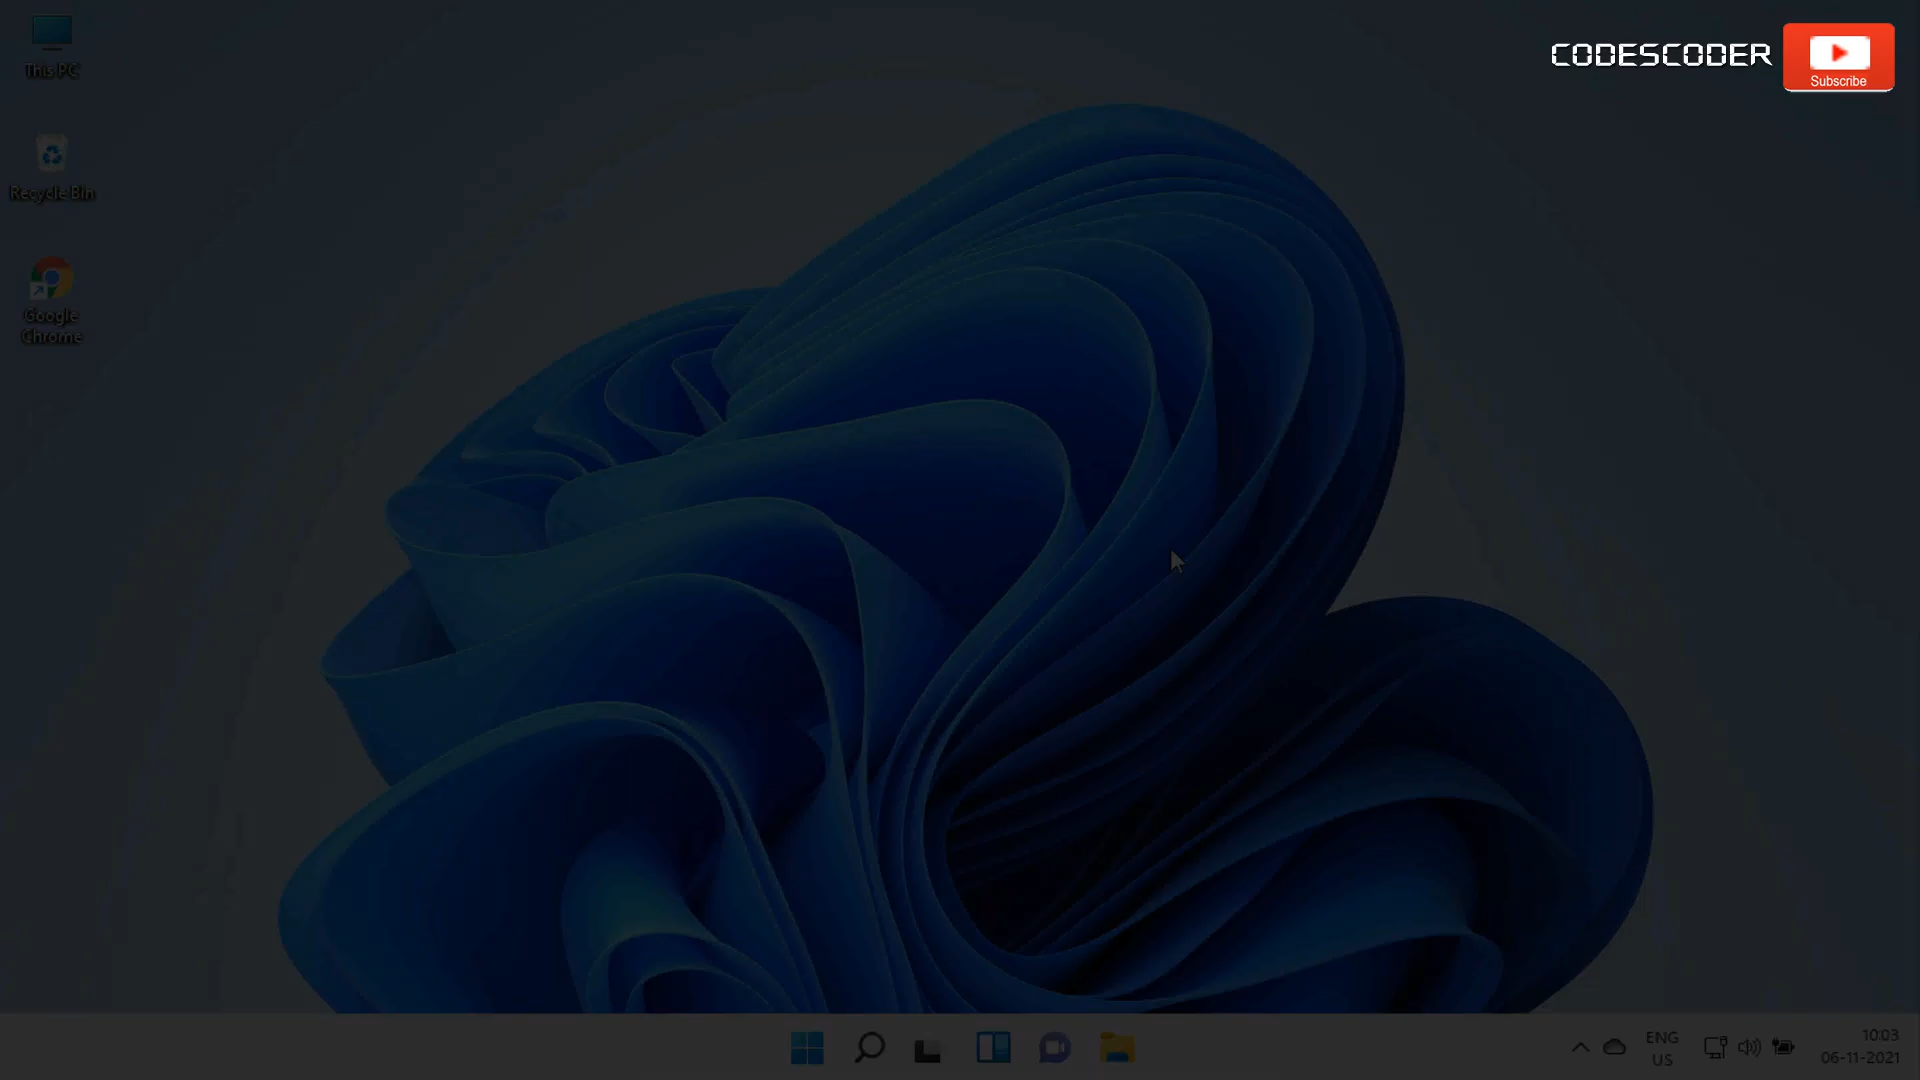 This PC
CODESCODER
Subscribe
Recycle Bin
Google
Chrome
ENG
US
10:03
06-11-2021